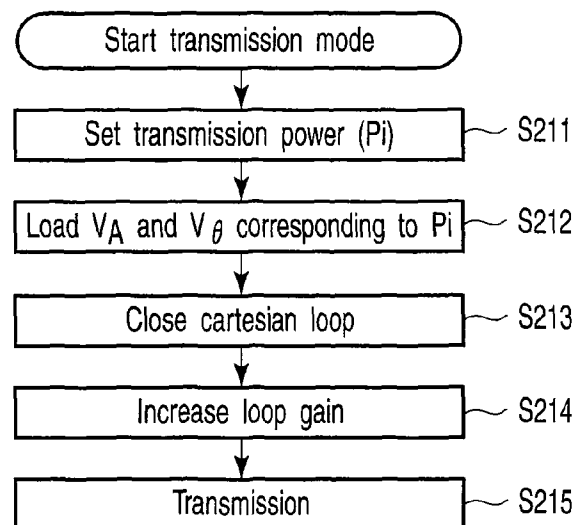 Start transmission mode
Set transmission power (Pi) S211
Load VA and Vθ corresponding to Pi S212
Close cartesian loop S213
Increase loop gain S214
Transmission S215